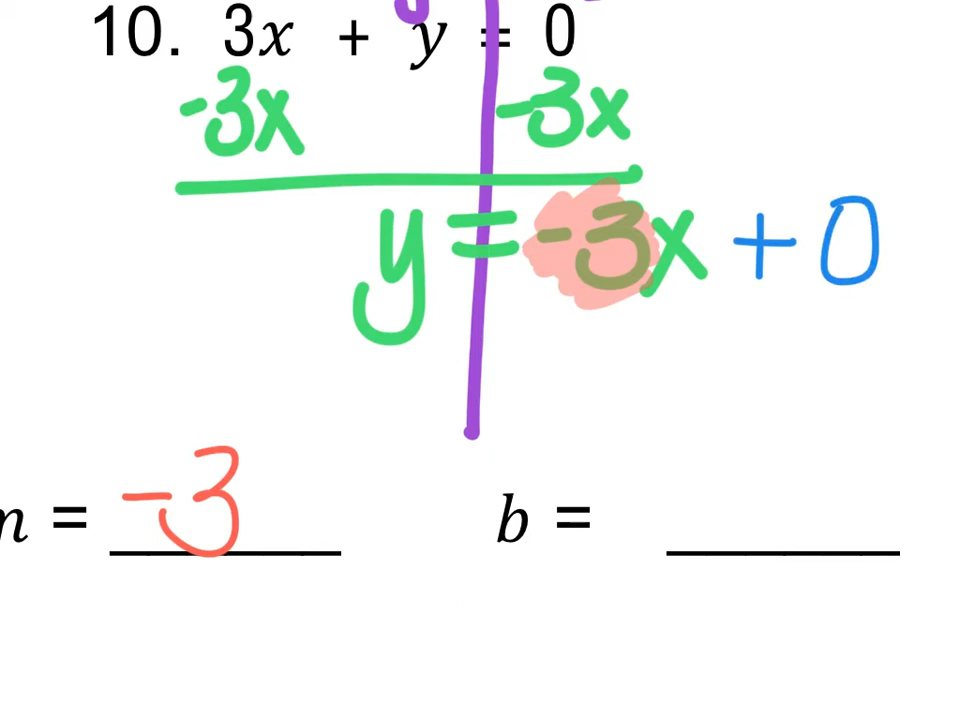 10. 3x + y = 0
-3x -3x
y = -3x + 0
= -3 b =